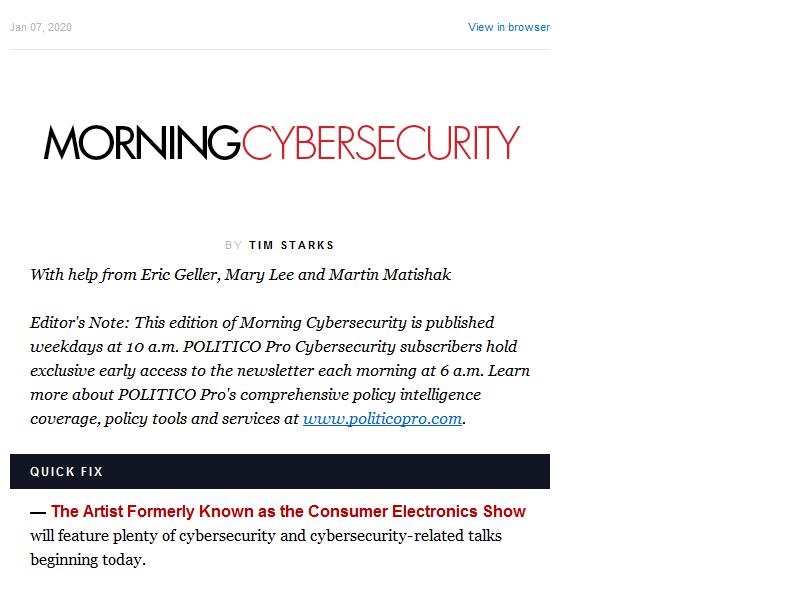 Jan 07, 2020
View in browser
MORNINGCYBERSECURITY
BY TIM STARKS
With help from Eric Geller, Mary Lee and Martin Matishak
Editor's Note: This edition of Morning Cybersecurity is published
weekdays at 10 a.m. POLITICO Pro Cybersecurity subscribers hold
exclusive early access to the newsletter each morning at 6 a.m. Learn
more about POLITICO Pro's comprehensive policy intelligence
coverage, policy tools and services at www.politicopro.com.
QUICK FIX
— The Artist Formerly Known as the Consumer Electronics Show
will feature plenty of cybersecurity and cybersecurity-related talks
beginning today.